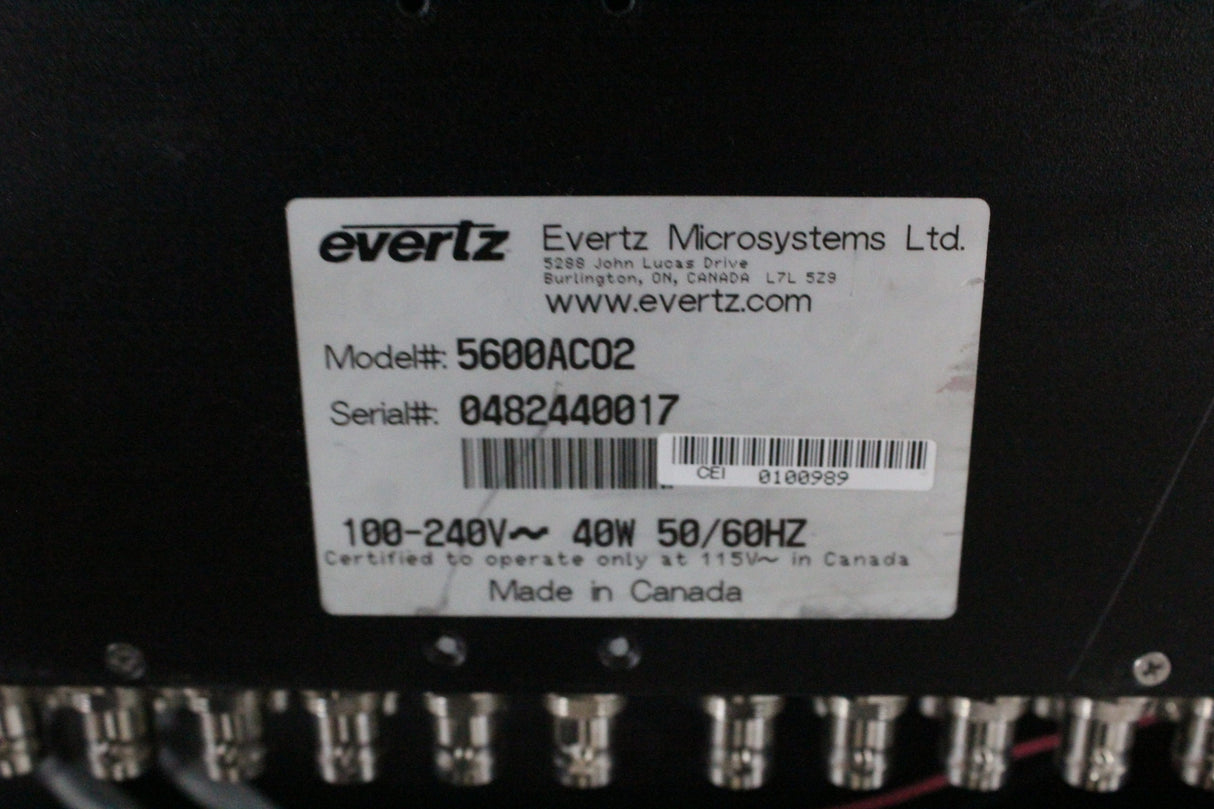 evertz
Evertz Microsystems Ltd.
5288 John Lucas Drive
Burlington, ON, CANADA L7L 5Z9
www.evertz.com
Model#: 5600ACO2
Serial#: 0482440017
CEI 0100989
100-240V~ 40W 50/60HZ
Certified to operate only at 115V~ in Canada
Made in Canada